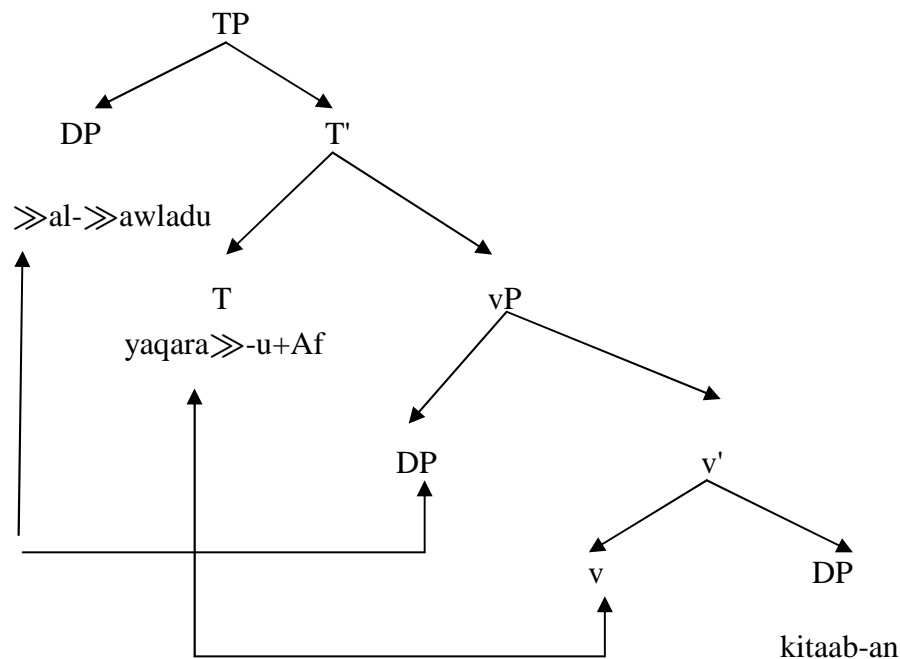 TP
DP T'
≫al-≫awladu
T vP
yaqara≫-u+Af
DP v'
v DP
kitaab-an